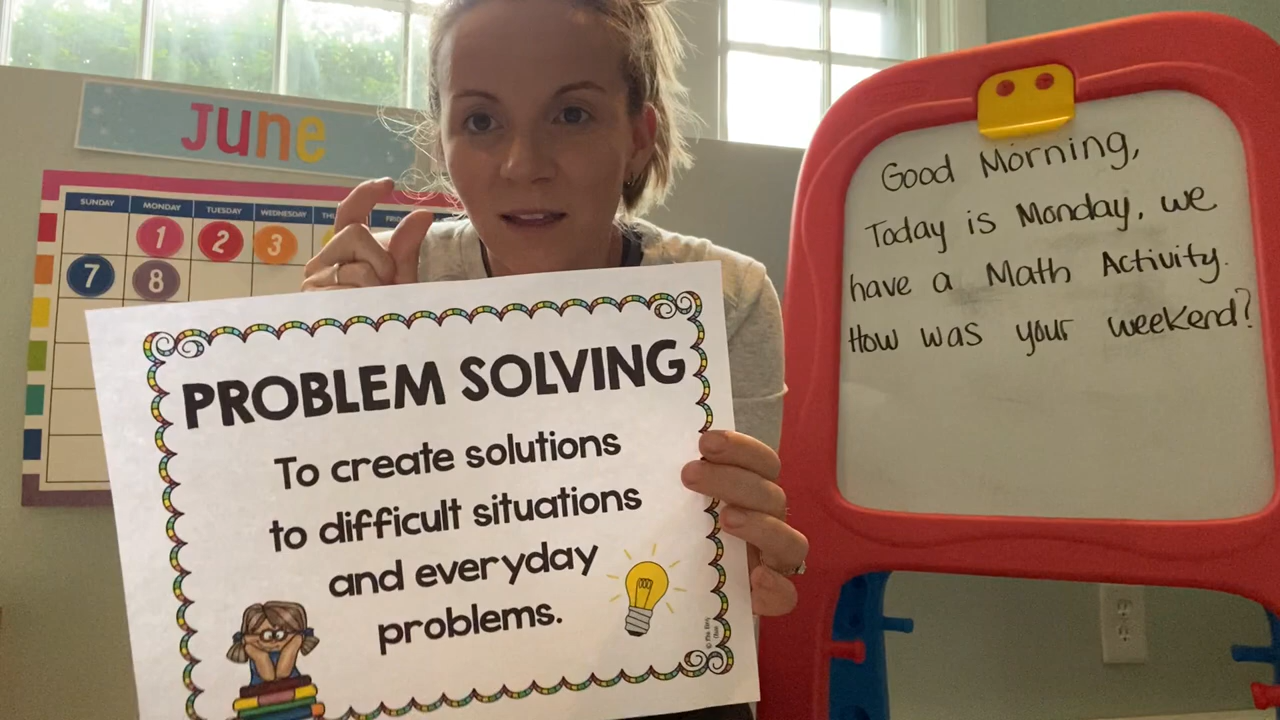 June
SUNDAY MONDAY TUESDAY WEDNESDAY
1 2 3
7 8
PROBLEM SOLVING
To create solutions
to difficult situations
and everyday
problems.
Good Morning,
Today is Monday, we
have a Math Activity.
How was your weekend?